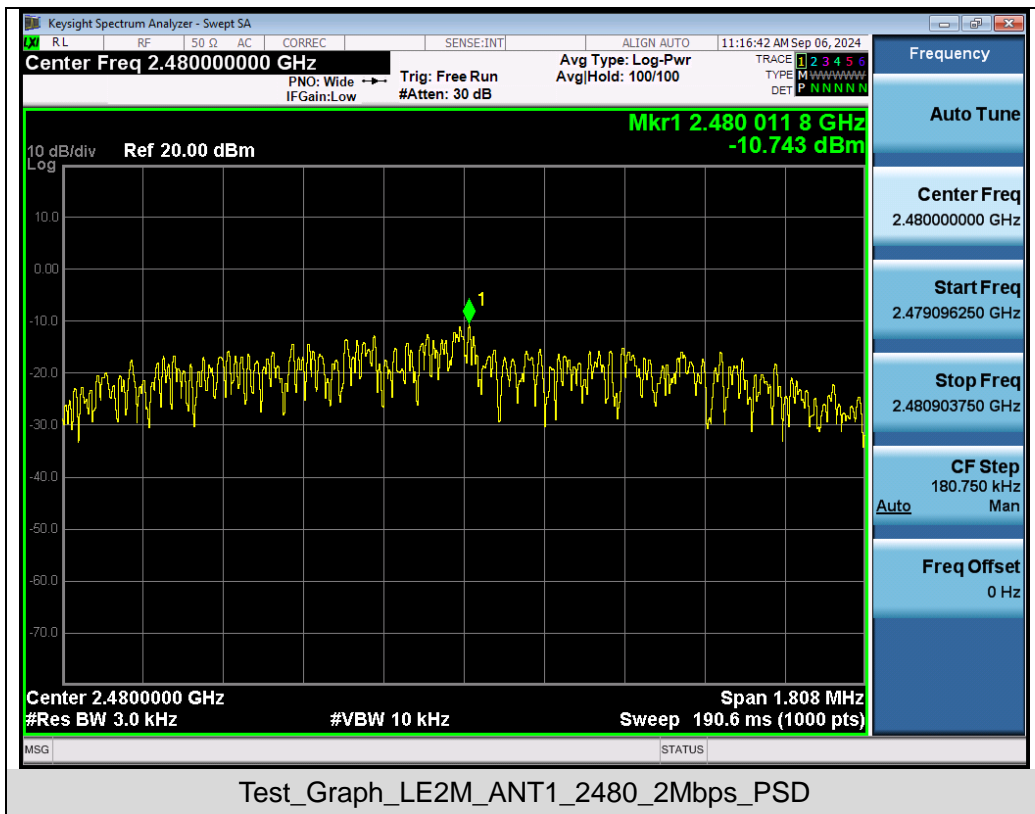 Keysight Spectrum Analyzer - Swept SA
LXI RL RF 50 Ω AC CORREC SENSE:INT ALIGN AUTO 11:16:42 AM Sep 06, 2024
Center Freq 2.480000000 GHz
PNO: Wide
IFGain:Low
Trig: Free Run
#Atten: 30 dB
Avg Type: Log-Pwr
Avg|Hold: 100/100
TRACE 1 2 3 4 5 6
TYPE M WWWWW
DET P N N N N N
Mkr1 2.480 011 8 GHz
-10.743 dBm
10 dB/div Ref 20.00 dBm
Log
10.0
0.00
-10.0
-20.0
-30.0
-40.0
-50.0
-60.0
-70.0
1
Center 2.4800000 GHz Span 1.808 MHz
#Res BW 3.0 kHz #VBW 10 kHz Sweep 190.6 ms (1000 pts)
MSG STATUS
Frequency
Auto Tune
Center Freq
2.480000000 GHz
Start Freq
2.479096250 GHz
Stop Freq
2.480903750 GHz
CF Step
180.750 kHz
Auto Man
Freq Offset
0 Hz
Test_Graph_LE2M_ANT1_2480_2Mbps_PSD